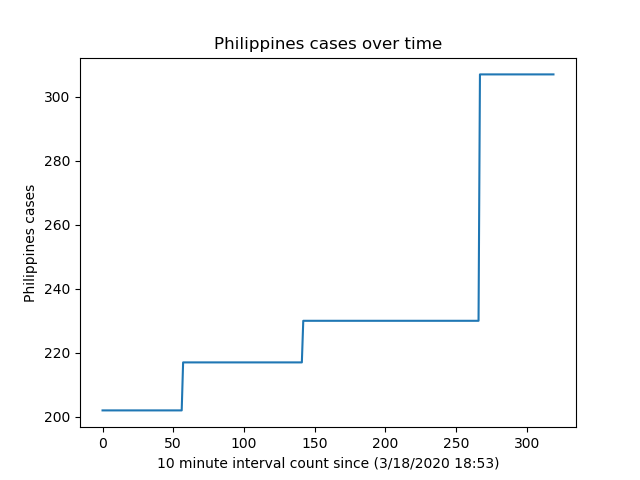 Philippines cases over time
300
280
260
240
220
200
Philippines cases
0 50 100 150 200 250 300
10 minute interval count since (3/18/2020 18:53)